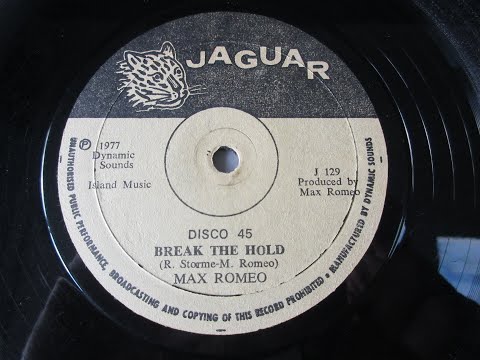 JAGUAR
℗ 1977
Dynamic
Sounds
Island Music
J 129
Produced by
Max Romeo
DISCO 45
BREAK THE HOLD
(R. Storme-M. Romeo)
MAX ROMEO
UNAUTHORISED PUBLIC PERFORMANCE, BROADCASTING AND COPYING OF THIS RECORD PROHIBITED • MANUFACTURED BY DYNAMIC SOUNDS